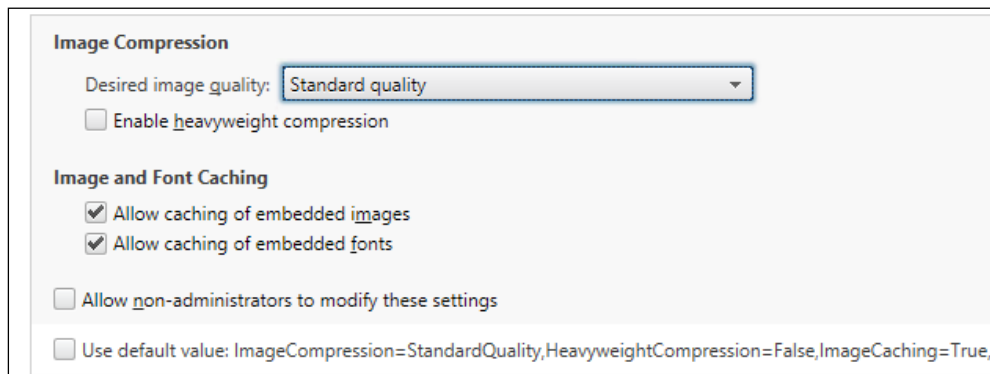 Image Compression
Desired image quality: Standard quality
Enable heavyweight compression
Image and Font Caching
Allow caching of embedded images
Allow caching of embedded fonts
Allow non-administrators to modify these settings
Use default value: ImageCompression=StandardQuality,HeavyweightCompression=False,ImageCaching=True,